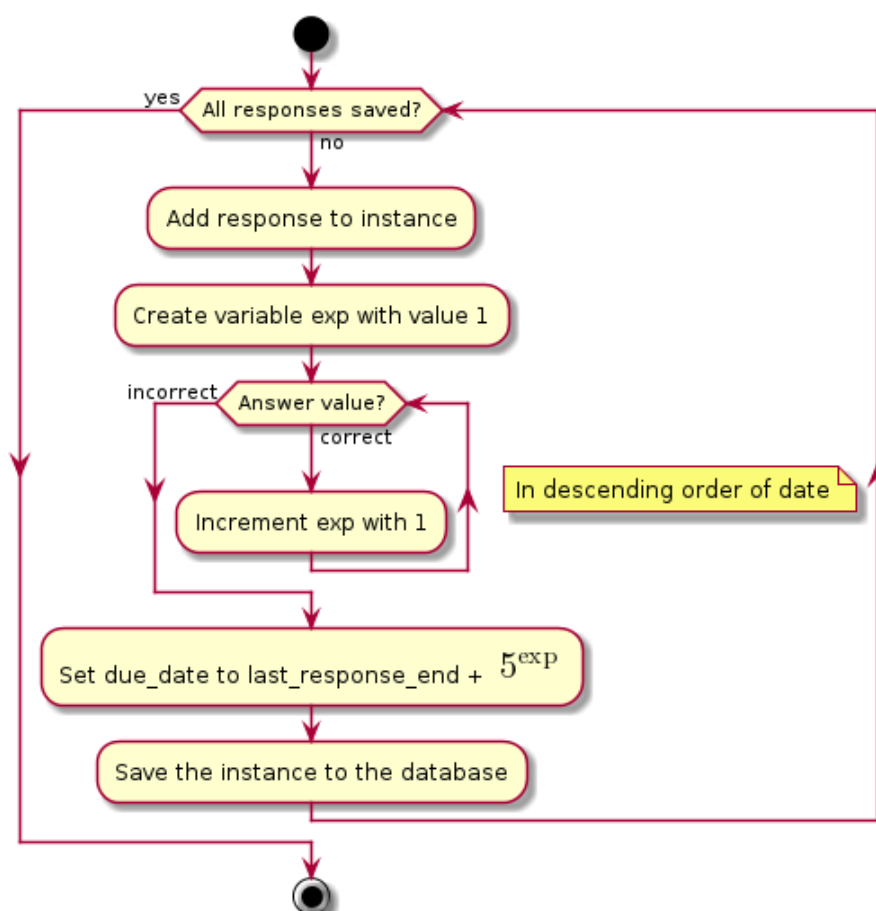 yes
All responses saved?
no
Add response to instance
Create variable exp with value 1
incorrect
Answer value?
correct
In descending order of date
Increment exp with 1
Set due_date to last_response_end + 5^exp
Save the instance to the database